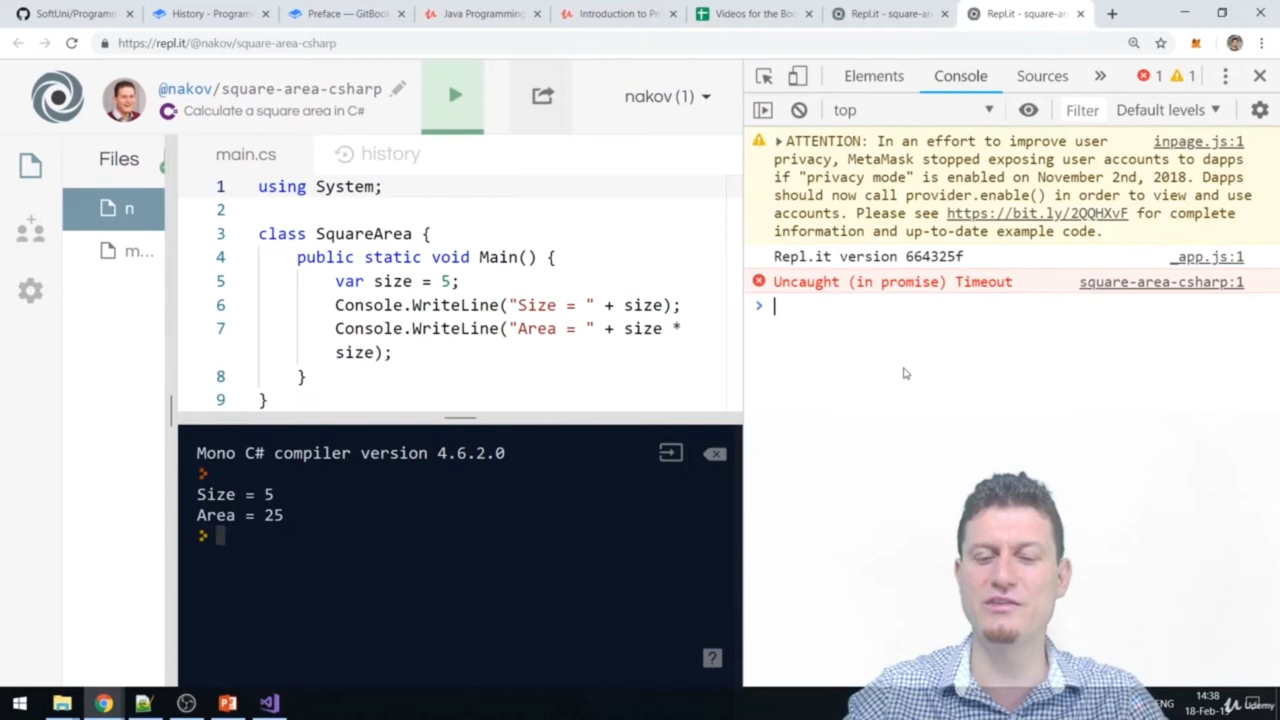 SoftUni/Programm
History - Program
Preface — GitBoo
Java Programming
Introduction to P
Videos for the Bo
Repl.it - square-ar
Repl.it - square-ar
https://repl.it/@nakov/square-area-csharp
@nakov/square-area-csharp
Calculate a square area in C#
nakov (1)
Files
n
m...
main.cs
history
1 using System;
2
3 class SquareArea {
4 public static void Main() {
5 var size = 5;
6 Console.WriteLine("Size = " + size);
7 Console.WriteLine("Area = " + size *
size);
8 }
9 }
Mono C# compiler version 4.6.2.0
Size = 5
Area = 25
?
Elements Console Sources » 1 1
top Filter Default levels
ATTENTION: In an effort to improve user inpage.js:1
privacy, MetaMask stopped exposing user accounts to dapps
if "privacy mode" is enabled on November 2nd, 2018. Dapps
should now call provider.enable() in order to view and use
accounts. Please see https://bit.ly/2QQHXvF for complete
information and up-to-date example code.
Repl.it version 664325f _app.js:1
Uncaught (in promise) Timeout square-area-csharp:1
>
ENG
14:38
Udemy